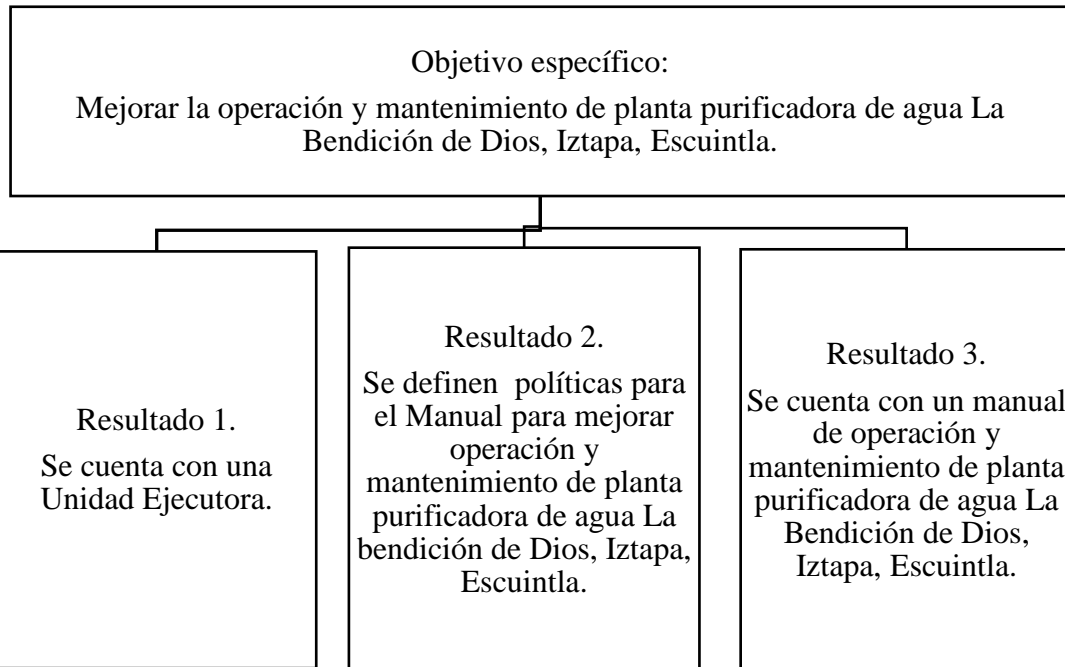 Objetivo específico:
Mejorar la operación y mantenimiento de planta purificadora de agua La
Bendición de Dios, Iztapa, Escuintla.
Resultado 1.
Se cuenta con una
Unidad Ejecutora.
Resultado 2.
Se definen  políticas para
el Manual para mejorar
operación y
mantenimiento de planta
purificadora de agua La
bendición de Dios, Iztapa,
Escuintla.
Resultado 3.
Se cuenta con un manual
de operación y
mantenimiento de planta
purificadora de agua La
Bendición de Dios,
Iztapa, Escuintla.